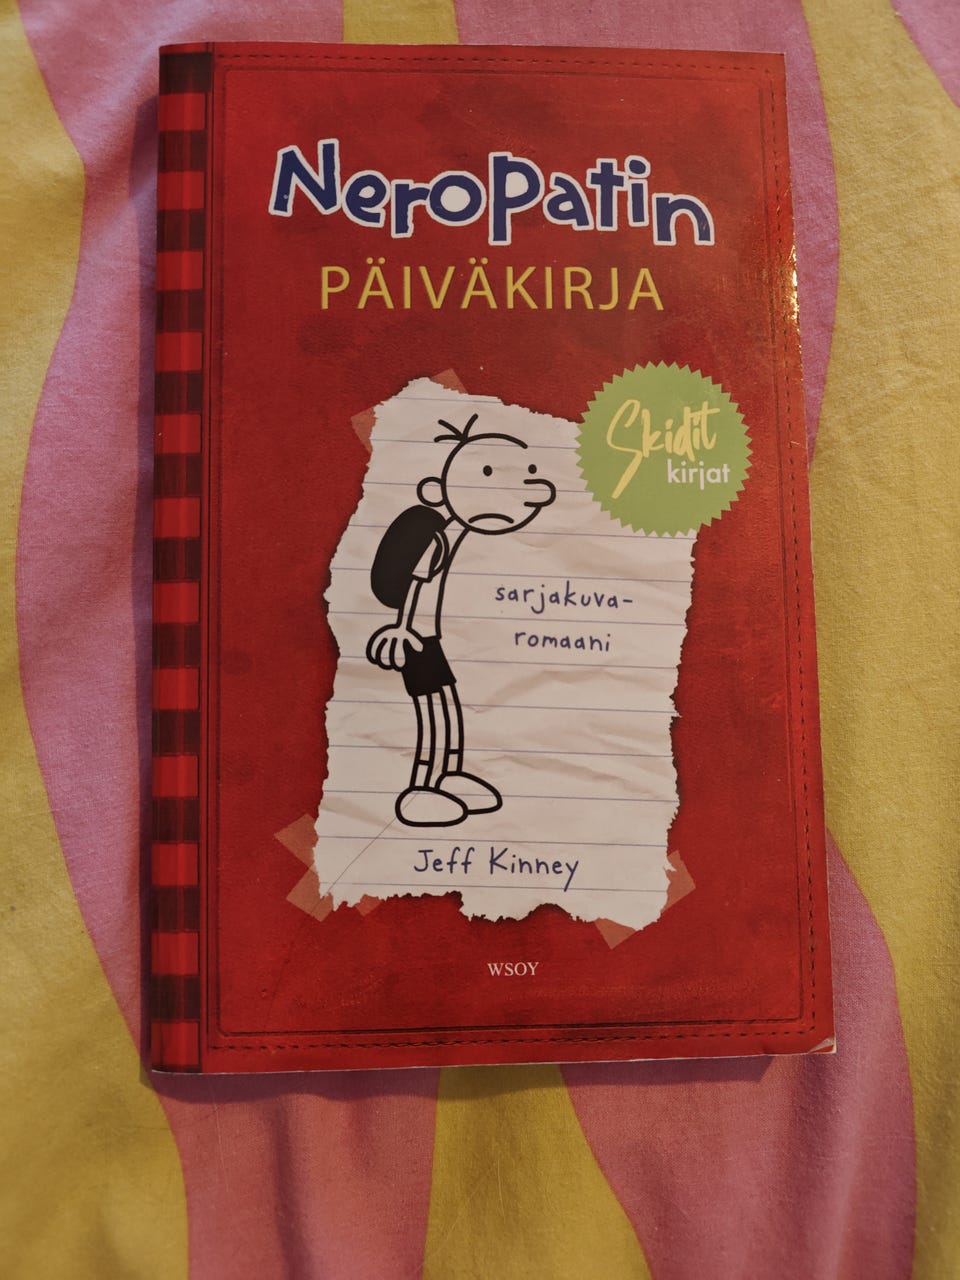 Neropatin
PÄIVÄKIRJA
Skidit
kirjat
sarjakuva-
romaani
Jeff Kinney
WSOY